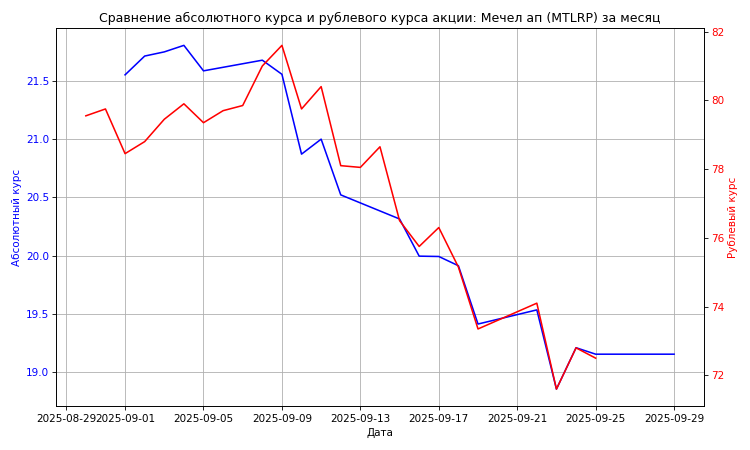 Сравнение абсолютного курса и рублевого курса акции: Мечел ап (MTLRP) за месяц
Абсолютный курс
21.5
21.0
20.5
20.0
19.5
19.0
82
80
78
76
74
72
Рублевый курс
2025-08-29 2025-09-01 2025-09-05 2025-09-09 2025-09-13 2025-09-17 2025-09-21 2025-09-25 2025-09-29
Дата